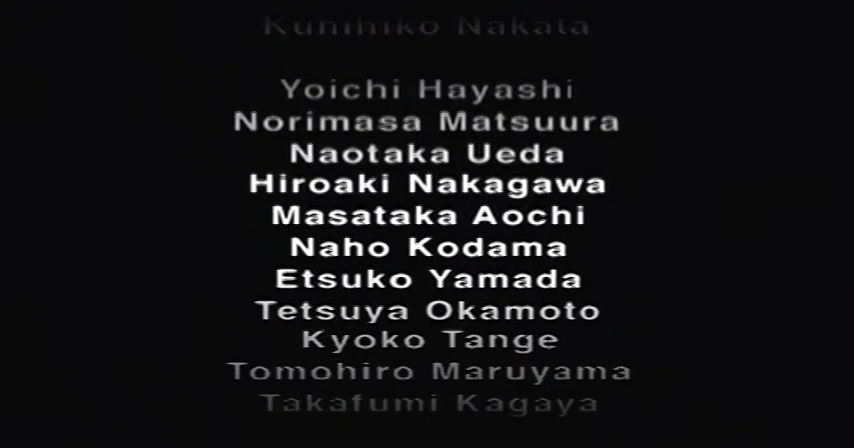 Kunihiko Nakata
Yoichi Hayashi
Norimasa Matsuura
Naotaka Ueda
Hiroaki Nakagawa
Masataka Aochi
Naho Kodama
Etsuko Yamada
Tetsuya Okamoto
Kyoko Tange
Tomohiro Maruyama
Takafumi Kagaya